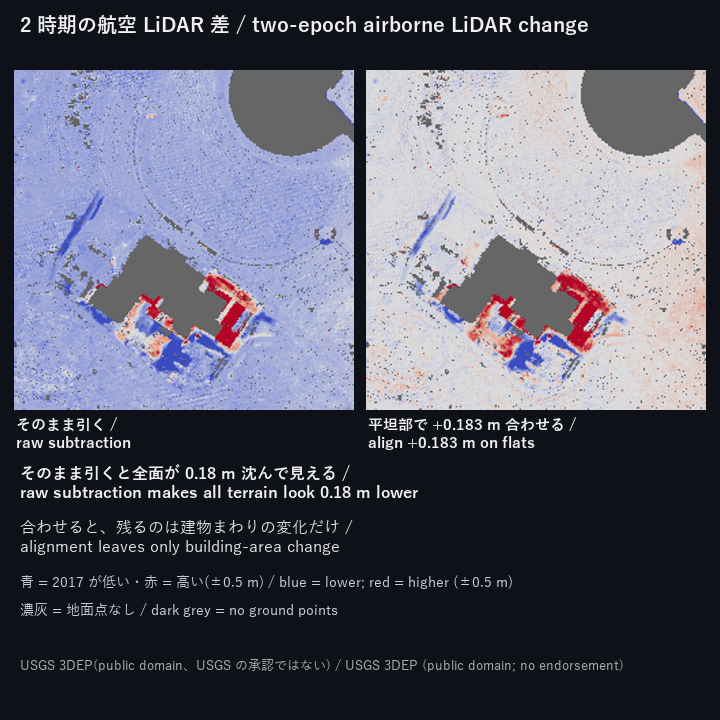 2 時期の航空 LiDAR 差 / two-epoch airborne LiDAR change
そのまま引く /
raw subtraction
平坦部で +0.183 m 合わせる /
align +0.183 m on flats
そのまま引くと全面が 0.18 m 沈んで見える /
raw subtraction makes all terrain look 0.18 m lower
合わせると、残るのは建物まわりの変化だけ /
alignment leaves only building-area change
青 = 2017 が低い・赤 = 高い(±0.5 m) / blue = lower; red = higher (±0.5 m)
濃灰 = 地面点なし / dark grey = no ground points
USGS 3DEP(public domain、USGS の承認ではない) / USGS 3DEP (public domain; no endorsement)